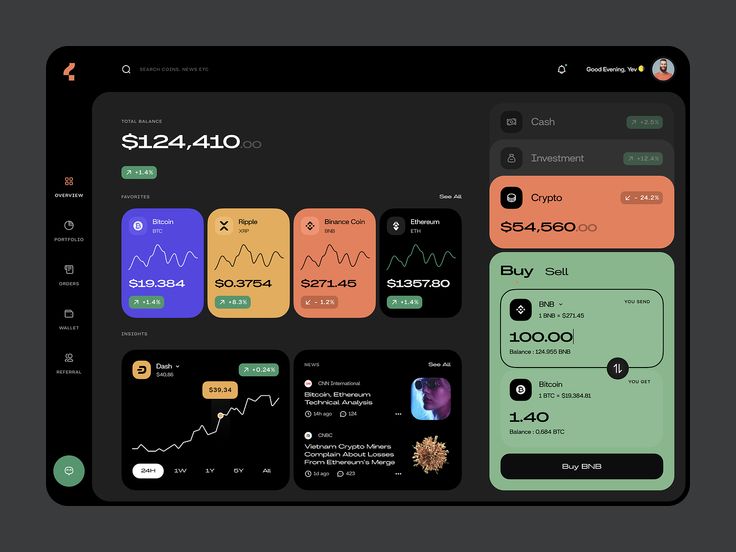 SEARCH COINS, NEWS ETC
Good Evening, Yev
OVERVIEW
PORTFOLIO
ORDERS
WALLET
REFERRAL
TOTAL BALANCE
$124,410.00
+1.4%
FAVORITES
See All
Bitcoin
BTC
$19.384
+1.4%
Ripple
XRP
$0.3754
+8.3%
Binance Coin
BNB
$271.45
- 1.2%
Ethereum
ETH
$1357.80
+1.4%
INSIGHTS
Dash
$40,86
+0,24%
$39,34
24H 1W 1Y 5Y All
NEWS
See All
CNN International
Bitcoin, Ethereum
Technical Analysis
14h ago 124
CNBC
Vietnam Crypto Miners
Complain About Losses
From Ethereum's Merge
1d ago 423
Cash
+2.5%
Investment
+12.4%
Crypto
- 24.2%
$54,560.00
Buy Sell
BNB
1 BNB = $271.45
YOU SEND
100.00
Balance : 124.955 BNB
Bitcoin
1 BTC = $19,384.81
YOU GET
1.40
Balance : 0.684 BTC
Buy BNB